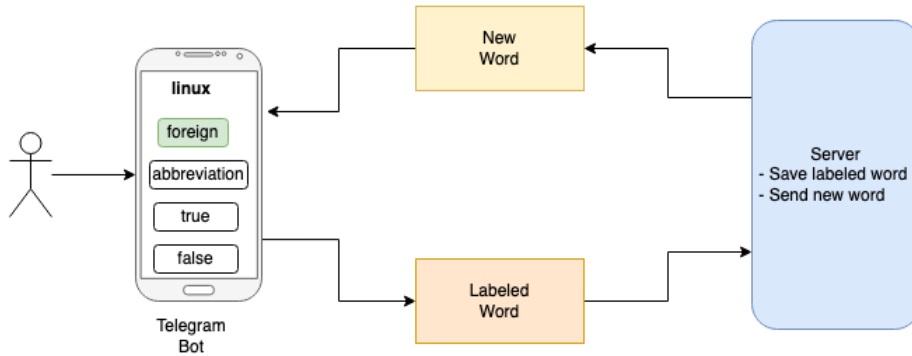 linux
foreign
abbreviation
true
false
Telegram
Bot
New
Word
Labeled
Word
Server
- Save labeled word
- Send new word